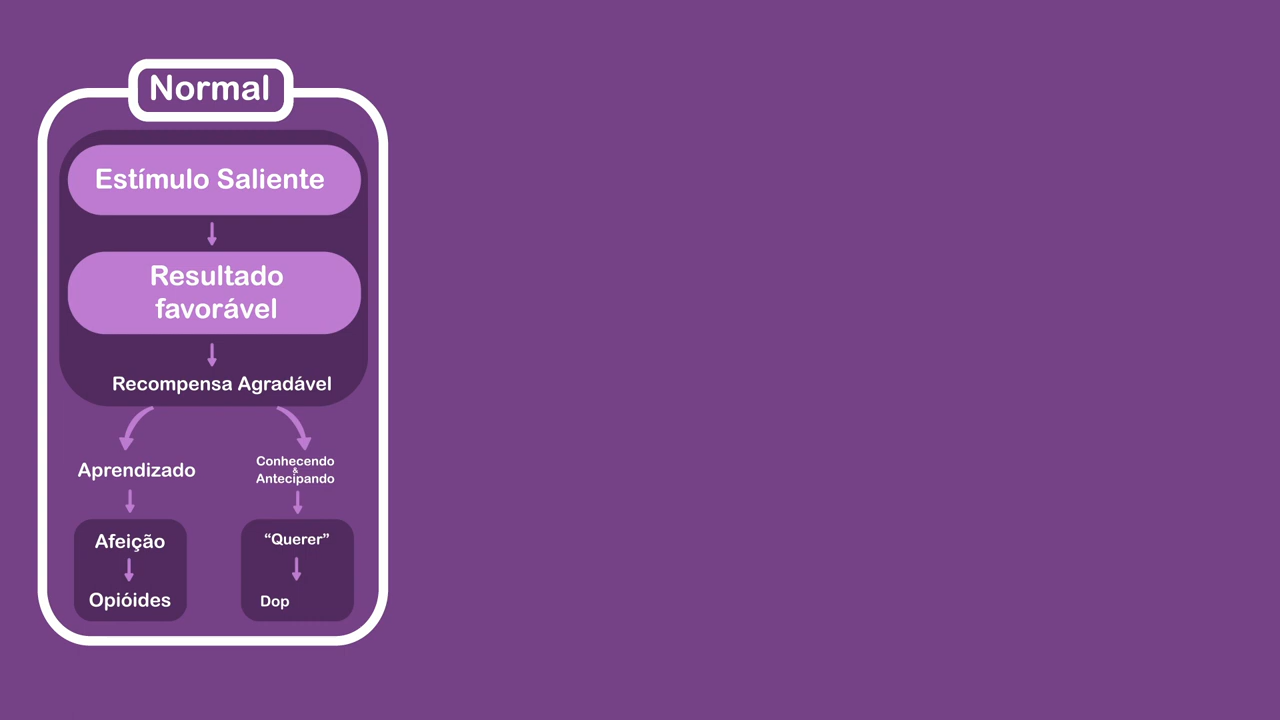 Normal
Estímulo Saliente
Resultado
favorável
Recompensa Agradável
Aprendizado
Conhecendo
&
Antecipando
Afeição
Opióides
“Querer”
Dop